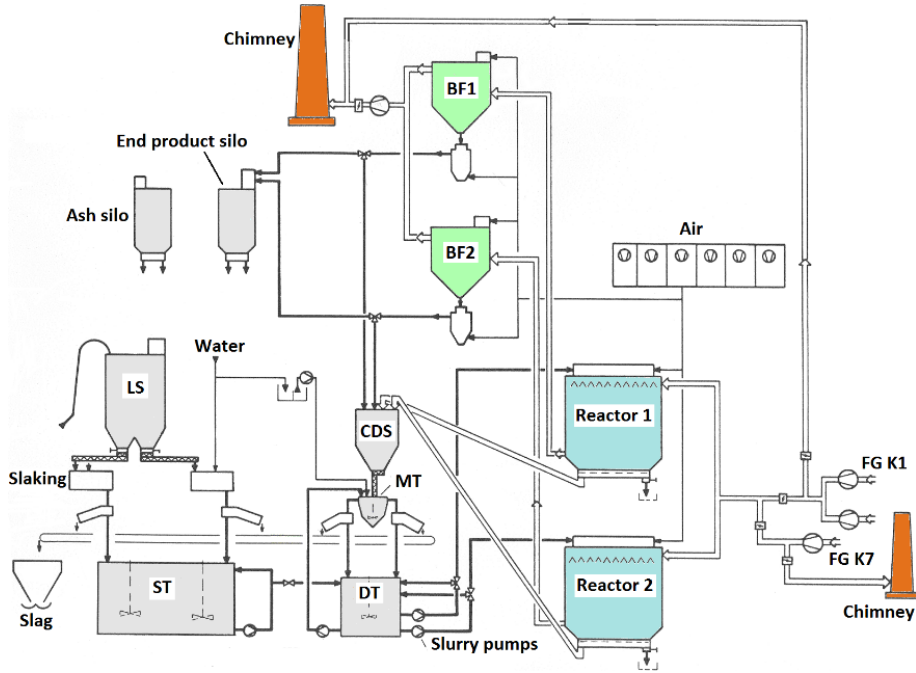 Chimney
BF1
End product silo
Ash silo
BF2
Air
Water
LS
Reactor 1
CDS
FG K1
Slaking
MT
FG K7
ST
DT
Reactor 2
Chimney
Slag
Slurry pumps